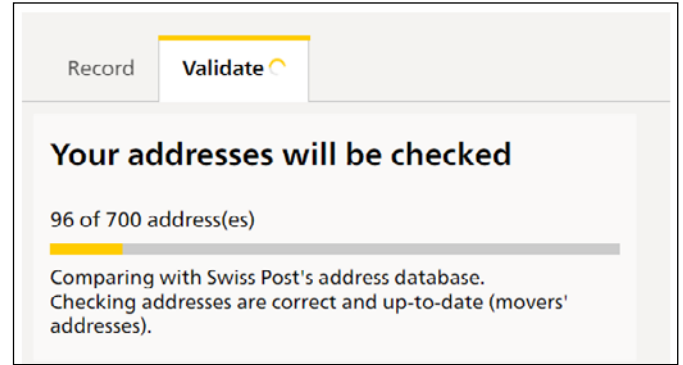 Record
Validate
Your addresses will be checked
96 of 700 address(es)
Comparing with Swiss Post's address database.
Checking addresses are correct and up-to-date (movers'
addresses).